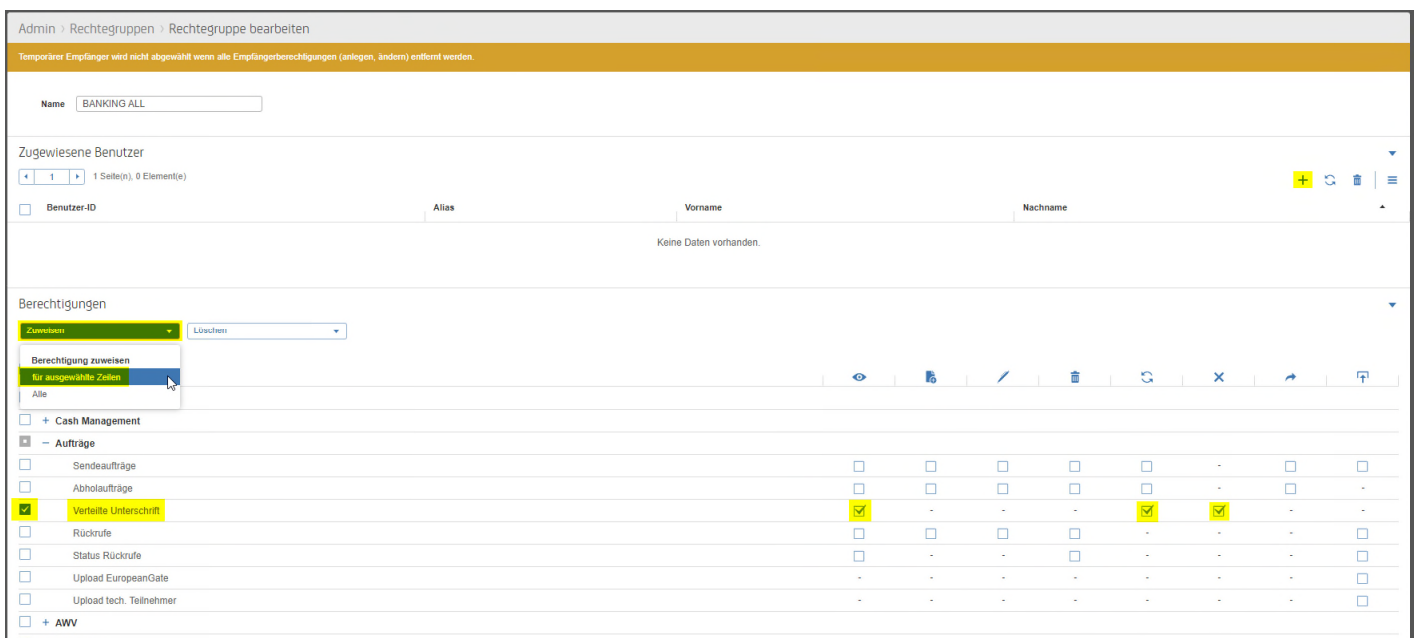 Admin › Rechtegruppen › Rechtegruppe bearbeiten
Temporärer Empfänger wird nicht abgewählt wenn alle Empfängerberechtigungen (anlegen, ändern) entfernt werden.
Name BANKING ALL
Zugewiesene Benutzer
1 1 Seite(n), 0 Element(e)
Benutzer-ID Alias Vorname Nachname
Keine Daten vorhanden.
Berechtigungen
Zuweisen Löschen
Berechtigung zuweisen
für ausgewählte Zeilen
Alle
+ Cash Management
− Aufträge
Sendeaufträge -
Abholaufträge - -
Verteilte Unterschrift - - - - -
Rückrufe - - -
Status Rückrufe - - - - -
Upload EuropeanGate - - - - - - -
Upload tech. Teilnehmer - - - - - - -
+ AWV